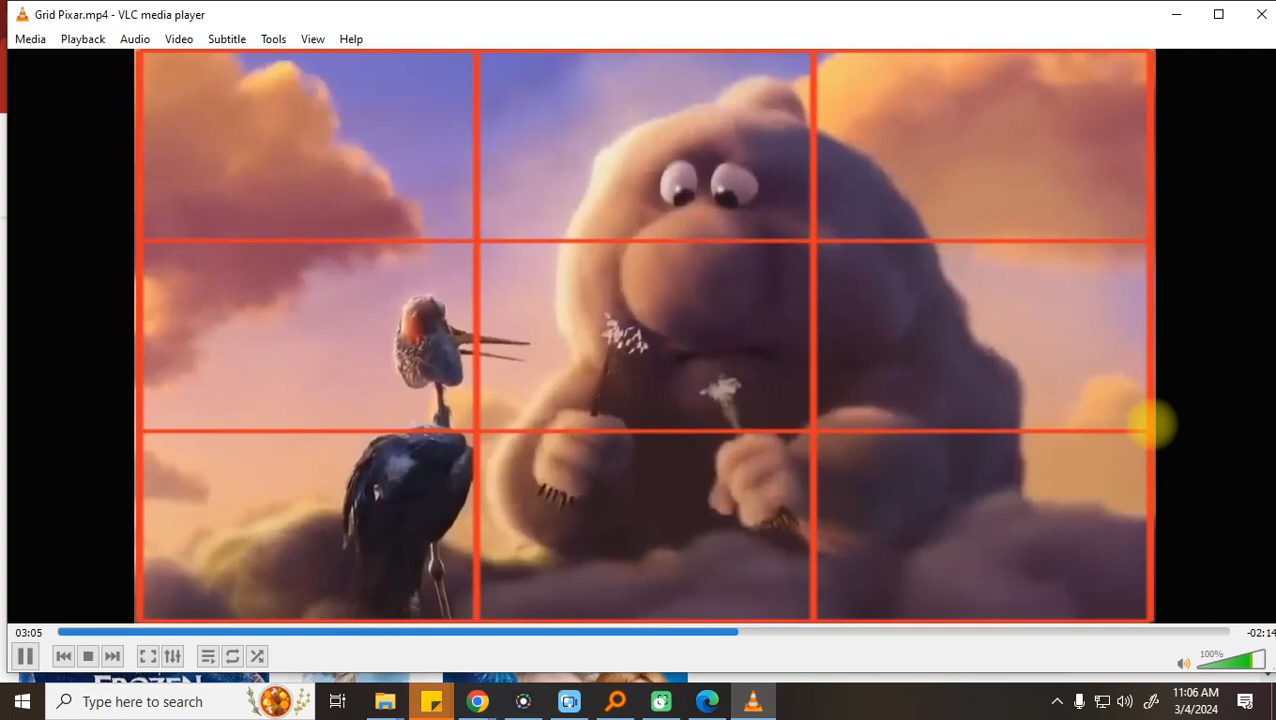 Grid Pixar.mp4 - VLC media player
Media Playback Audio Video Subtitle Tools View Help
03:05
-02:14
100%
FROZEN
Type here to search
11:06 AM
3/4/2024